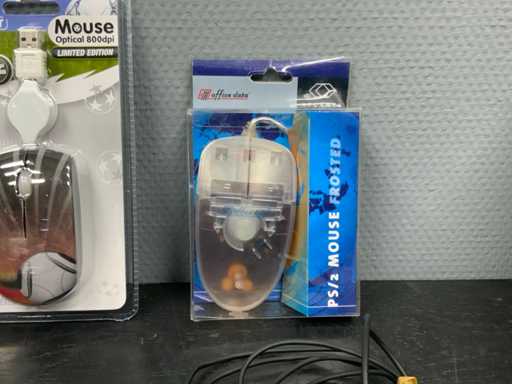 Mouse
Optical 800dpi
LIMITED EDITION
office data
PS/2 MOUSE FROSTED